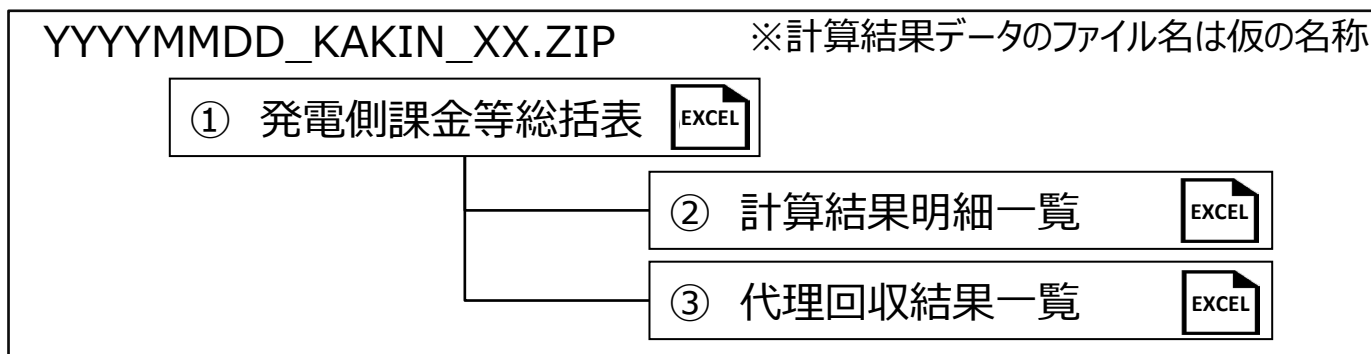 YYYYMMDD_KAKIN_XX.ZIP ※計算結果データのファイル名は仮の名称
① 発電側課金等総括表 EXCEL
② 計算結果明細一覧 EXCEL
③ 代理回収結果一覧 EXCEL